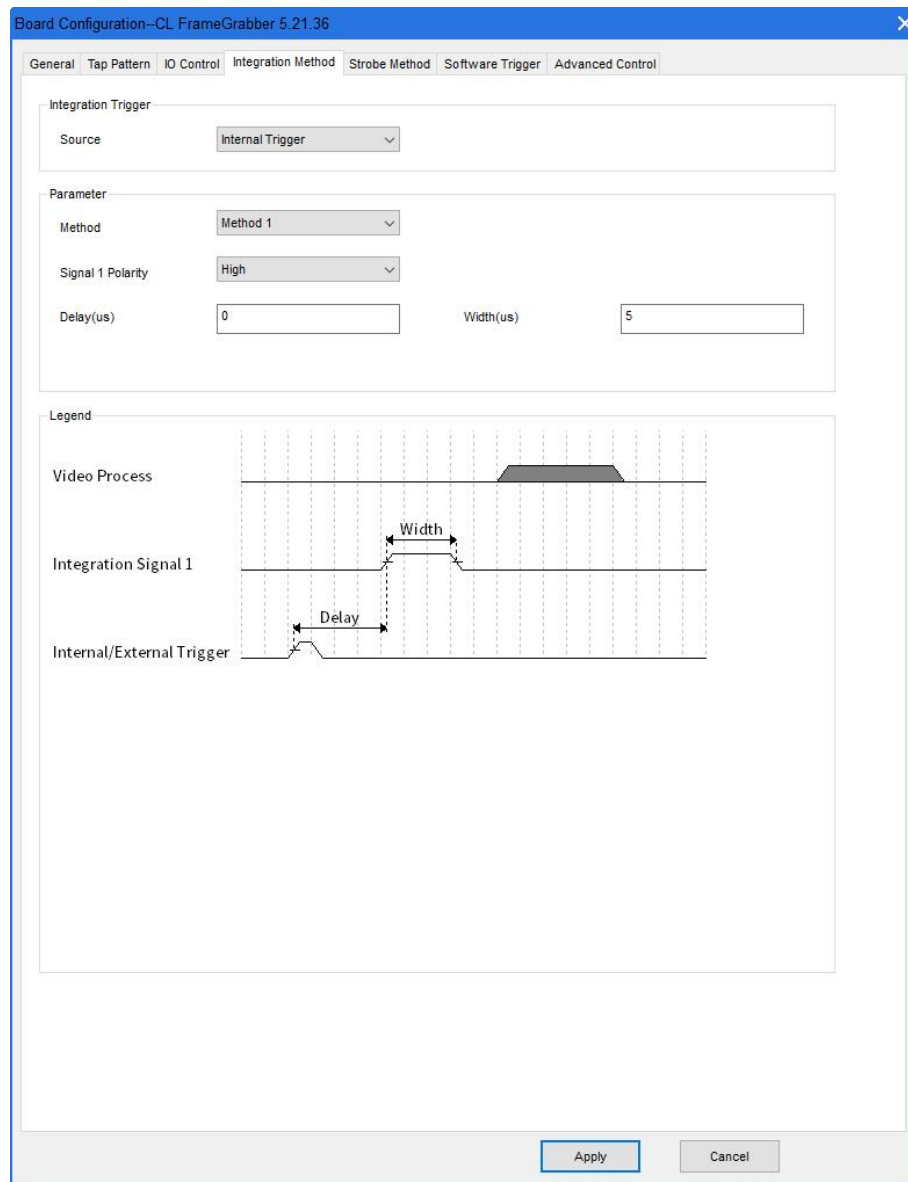 Board Configuration--CL FrameGrabber 5.21.36
General Tap Pattern IO Control Integration Method Strobe Method Software Trigger Advanced Control
Integration Trigger
Source Internal Trigger
Parameter
Method Method 1
Signal 1 Polarity High
Delay(us) 0 Width(us) 5
Legend
Video Process
Width
Integration Signal 1
Delay
Internal/External Trigger
Apply Cancel